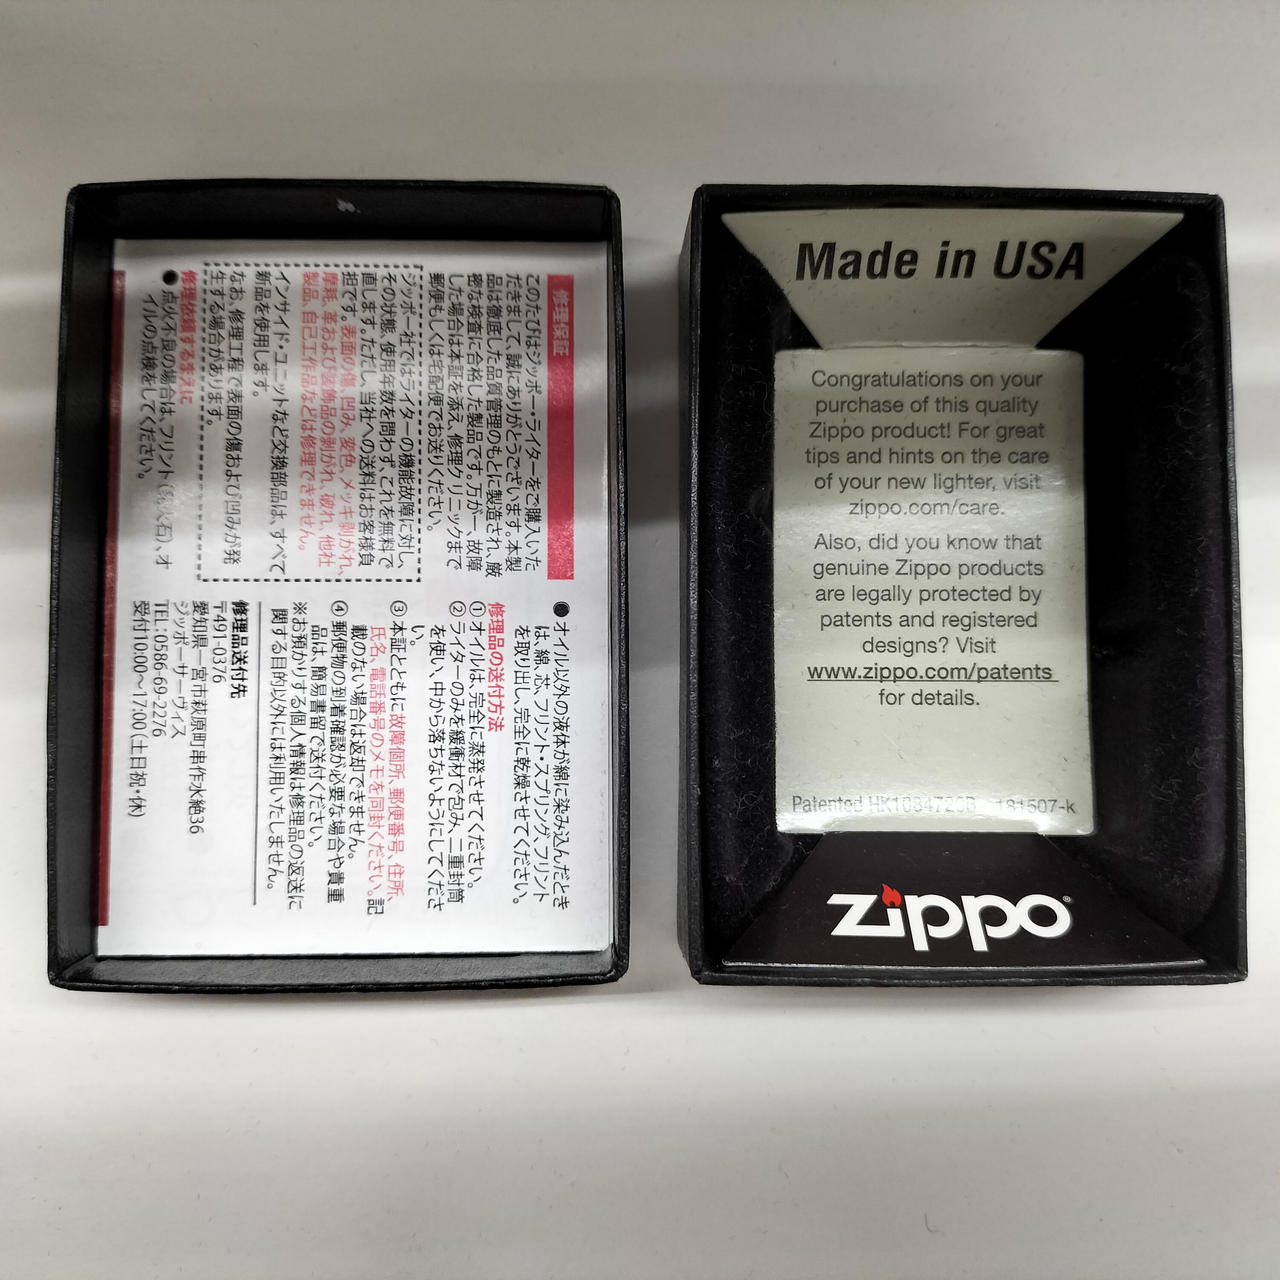 修理保証
このたびはジッポー・ライターをご購入いた
だきまして、誠にありがとうございます。本製
品は徹底した品質管理のもとに製造され、厳
密な検査に合格した製品です。万が一、故障
した場合は本証を添え、修理クリニックまで
郵便もしくは宅配便でお送りください。
ジッポー社ではライターの機能故障に対し、
その状態、使用年数を問わず、これを無料で
直します。ただし、当社への送料はお客様負
担です。表面の傷、凹み、変色、メッキ剥がれ、
摩耗、革および装飾品の剥がれ、破れ、他社
製品、自己工作品などは修理できません。
インサイド・ユニットなど交換部品は、すべて
新品を使用します。
なお、修理工程で表面の傷および凹みが発
生する場合があります。
修理依頼するまえに
●点火不良の場合は、フリント(発火石)、オ
イルの点検をしてください。
●オイル以外の液体が綿に染み込んだとき
は、綿、芯、フリント・スプリング、フリント
を取り出し、完全に乾燥させてください。
修理品の送付方法
①オイルは、完全に蒸発させてください。
②ライターのみを緩衝材で包み、二重封筒
を使い、中から落ちないようにしてくださ
い。
③本証とともに故障個所、郵便番号、住所、
氏名、電話番号のメモを同封ください。記
載のない場合は返却できません。
④郵便物の到着確認が必要な場合や貴重
品は、簡易書留で送付ください。
※お預かりする個人情報は修理品の返送に
関する目的以外には利用いたしません。
修理品送付先
〒491-0376
愛知県一宮市萩原町串作水絶36
ジッポーサーヴィス
TEL:0586-69-2276
受付10:00〜17:00(土日祝・休)
Made in USA
Congratulations on your
purchase of this quality
Zippo product! For great
tips and hints on the care
of your new lighter, visit
zippo.com/care.
Also, did you know that
genuine Zippo products
are legally protected by
patents and registered
designs? Visit
www.zippo.com/patents
for details.
Patented HK1084720B 181507-k
zippo®